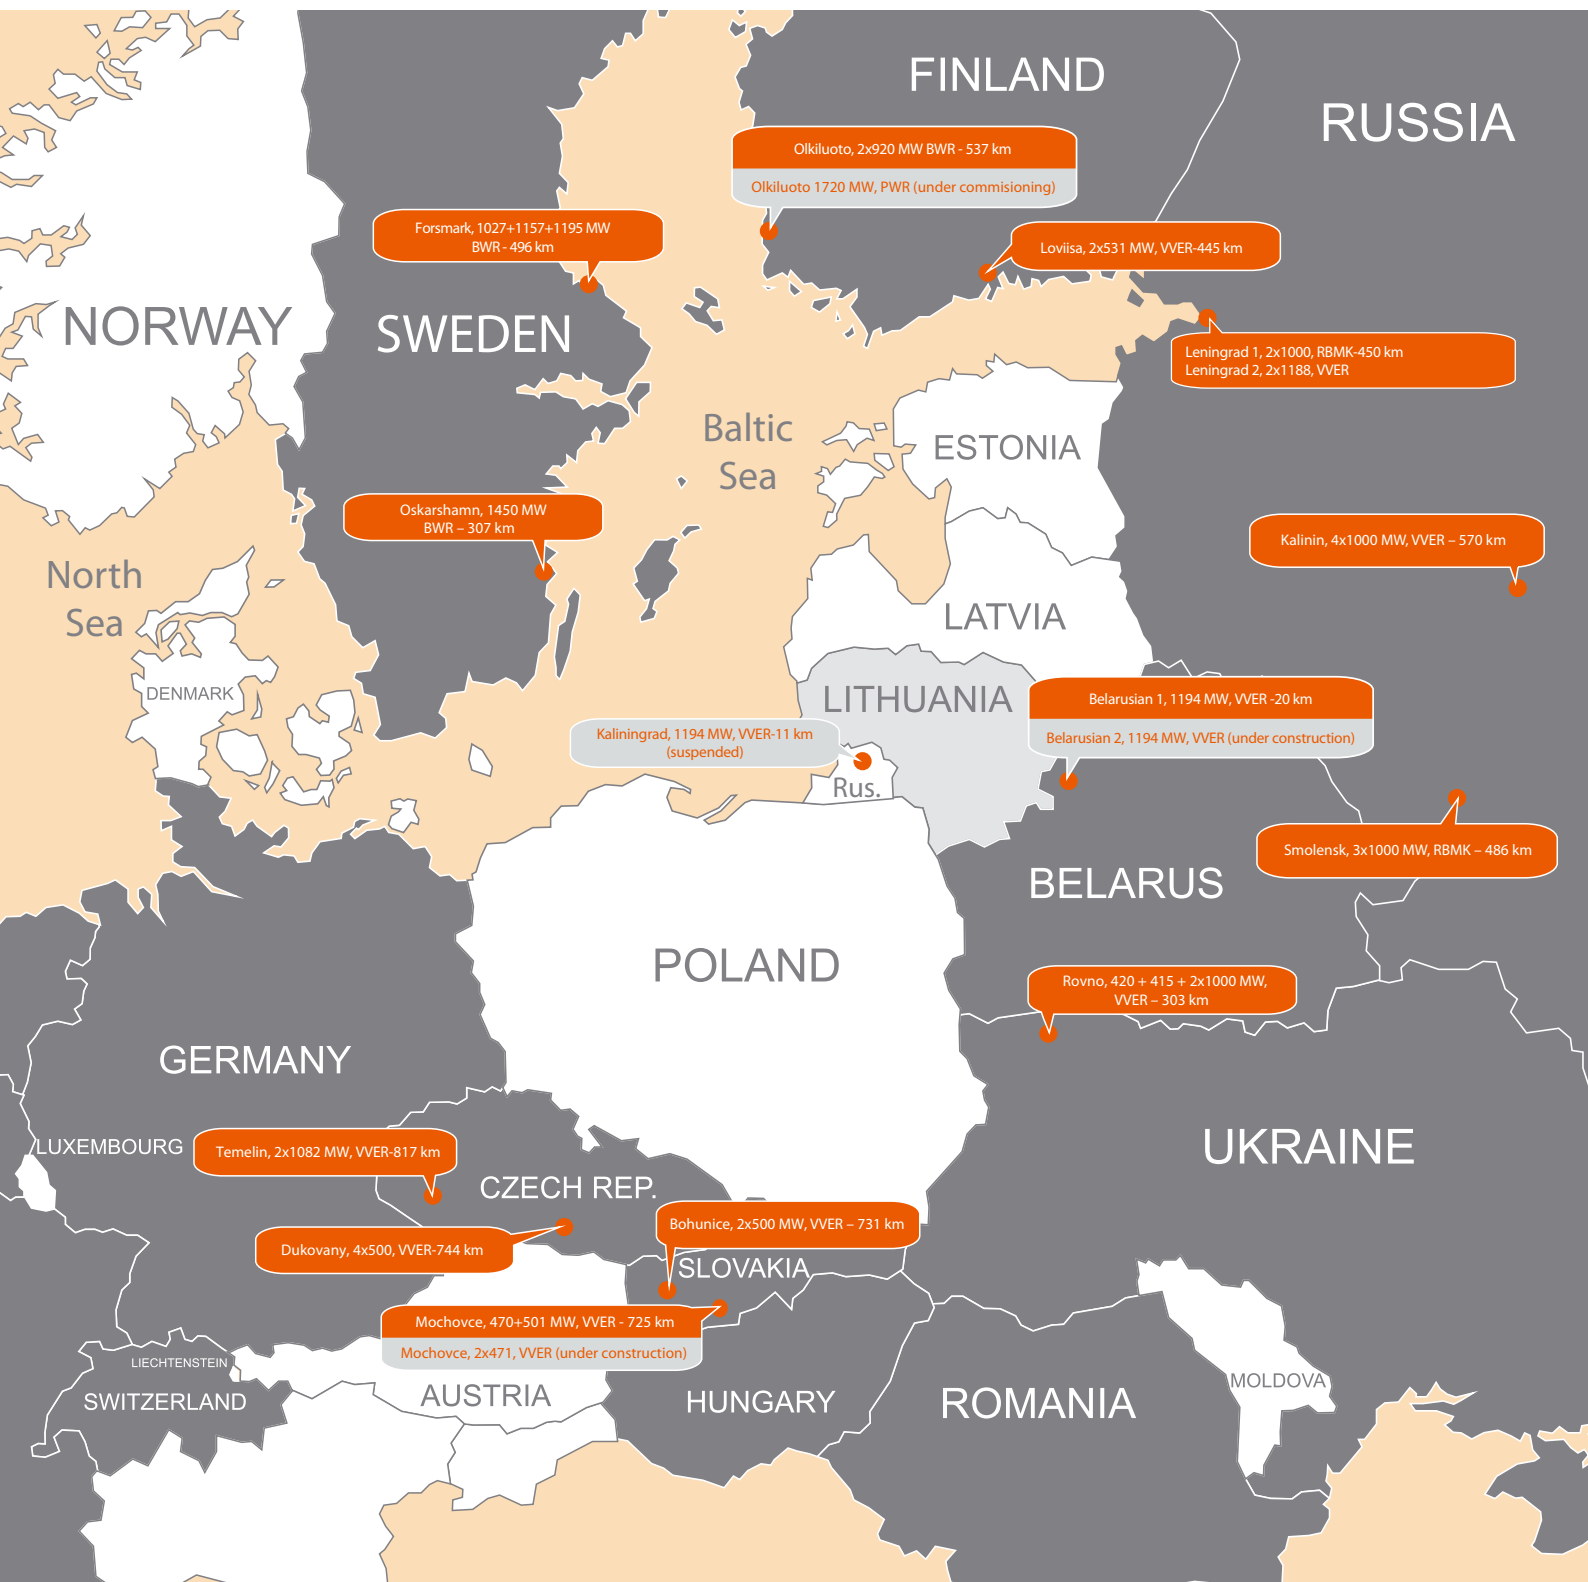 FINLAND
RUSSIA
Olkiluoto, 2x920 MW BWR - 537 km
Olkiluoto 1720 MW, PWR (under commisioning)
Forsmark, 1027+1157+1195 MW
BWR - 496 km
Loviisa, 2x531 MW, VVER-445 km
NORWAY
SWEDEN
Leningrad 1, 2x1000, RBMK-450 km
Leningrad 2, 2x1188, VVER
Baltic
Sea
ESTONIA
Oskarshamn, 1450 MW
BWR – 307 km
Kalinin, 4x1000 MW, VVER – 570 km
North
Sea
LATVIA
DENMARK
LITHUANIA
Belarusian 1, 1194 MW, VVER -20 km
Belarusian 2, 1194 MW, VVER (under construction)
Kaliningrad, 1194 MW, VVER-11 km
(suspended)
Rus.
Smolensk, 3x1000 MW, RBMK – 486 km
BELARUS
POLAND
Rovno, 420 + 415 + 2x1000 MW,
VVER – 303 km
GERMANY
LUXEMBOURG
Temelin, 2x1082 MW, VVER-817 km
UKRAINE
CZECH REP.
Bohunice, 2x500 MW, VVER – 731 km
Dukovany, 4x500, VVER-744 km
SLOVAKIA
Mochovce, 470+501 MW, VVER - 725 km
Mochovce, 2x471, VVER (under construction)
LIECHTENSTEIN
SWITZERLAND
AUSTRIA
HUNGARY
ROMANIA
MOLDOVA